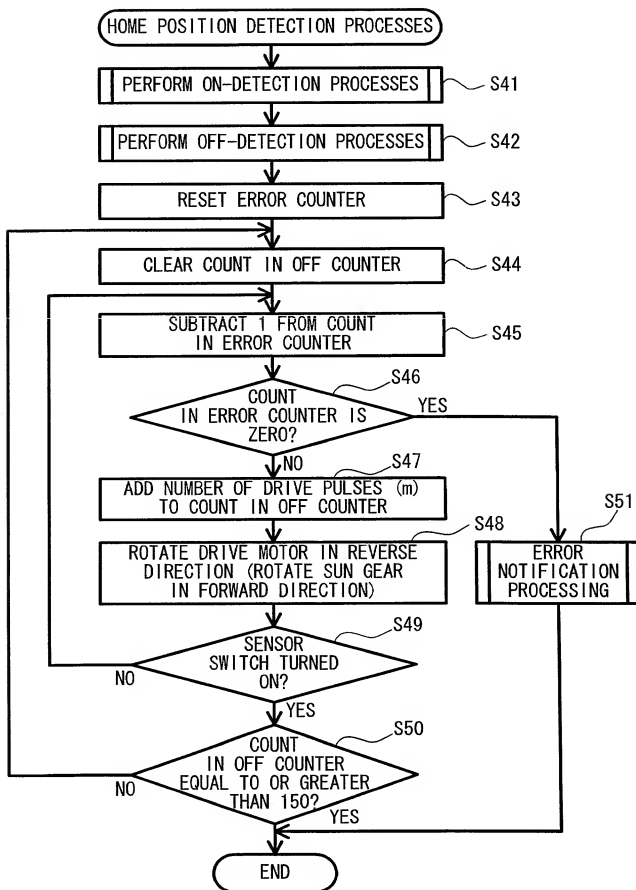 HOME POSITION DETECTION PROCESSES
PERFORM ON-DETECTION PROCESSES
S41
PERFORM OFF-DETECTION PROCESSES
S42
RESET ERROR COUNTER
S43
CLEAR COUNT IN OFF COUNTER
S44
SUBTRACT 1 FROM COUNT
IN ERROR COUNTER
S45
S46
COUNT
IN ERROR COUNTER IS
ZERO?
YES
NO
S47
ADD NUMBER OF DRIVE PULSES (m)
TO COUNT IN OFF COUNTER
S48
ROTATE DRIVE MOTOR IN REVERSE
DIRECTION (ROTATE SUN GEAR
IN FORWARD DIRECTION)
S51
ERROR
NOTIFICATION
PROCESSING
S49
SENSOR
SWITCH TURNED
ON?
NO
YES
S50
COUNT
IN OFF COUNTER
EQUAL TO OR GREATER
THAN 150?
NO
YES
END